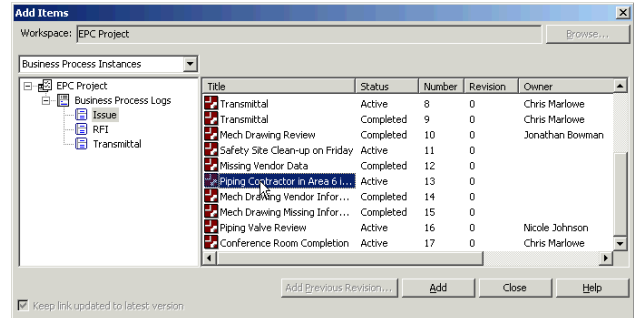 Add Items
Workspace: EPC Project Browse...
Business Process Instances
EPC Project
Business Process Logs
Issue
RFI
Transmittal
Title Status Number Revision Owner
Transmittal Active 8 0 Chris Marlowe
Transmittal Completed 9 0 Chris Marlowe
Mech Drawing Review Completed 10 0 Jonathan Bowman
Safety Site Clean-up on Friday Active 11 0
Missing Vendor Data Completed 12 0
Piping Contractor in Area 6 i... Active 13 0
Mech Drawing Vendor Infor... Completed 14 0
Mech Drawing Missing Infor... Completed 15 0
Piping Valve Review Active 16 0 Nicole Johnson
Conference Room Completion Active 17 0 Chris Marlowe
Add Previous Revision... Add Close Help
Keep link updated to latest version